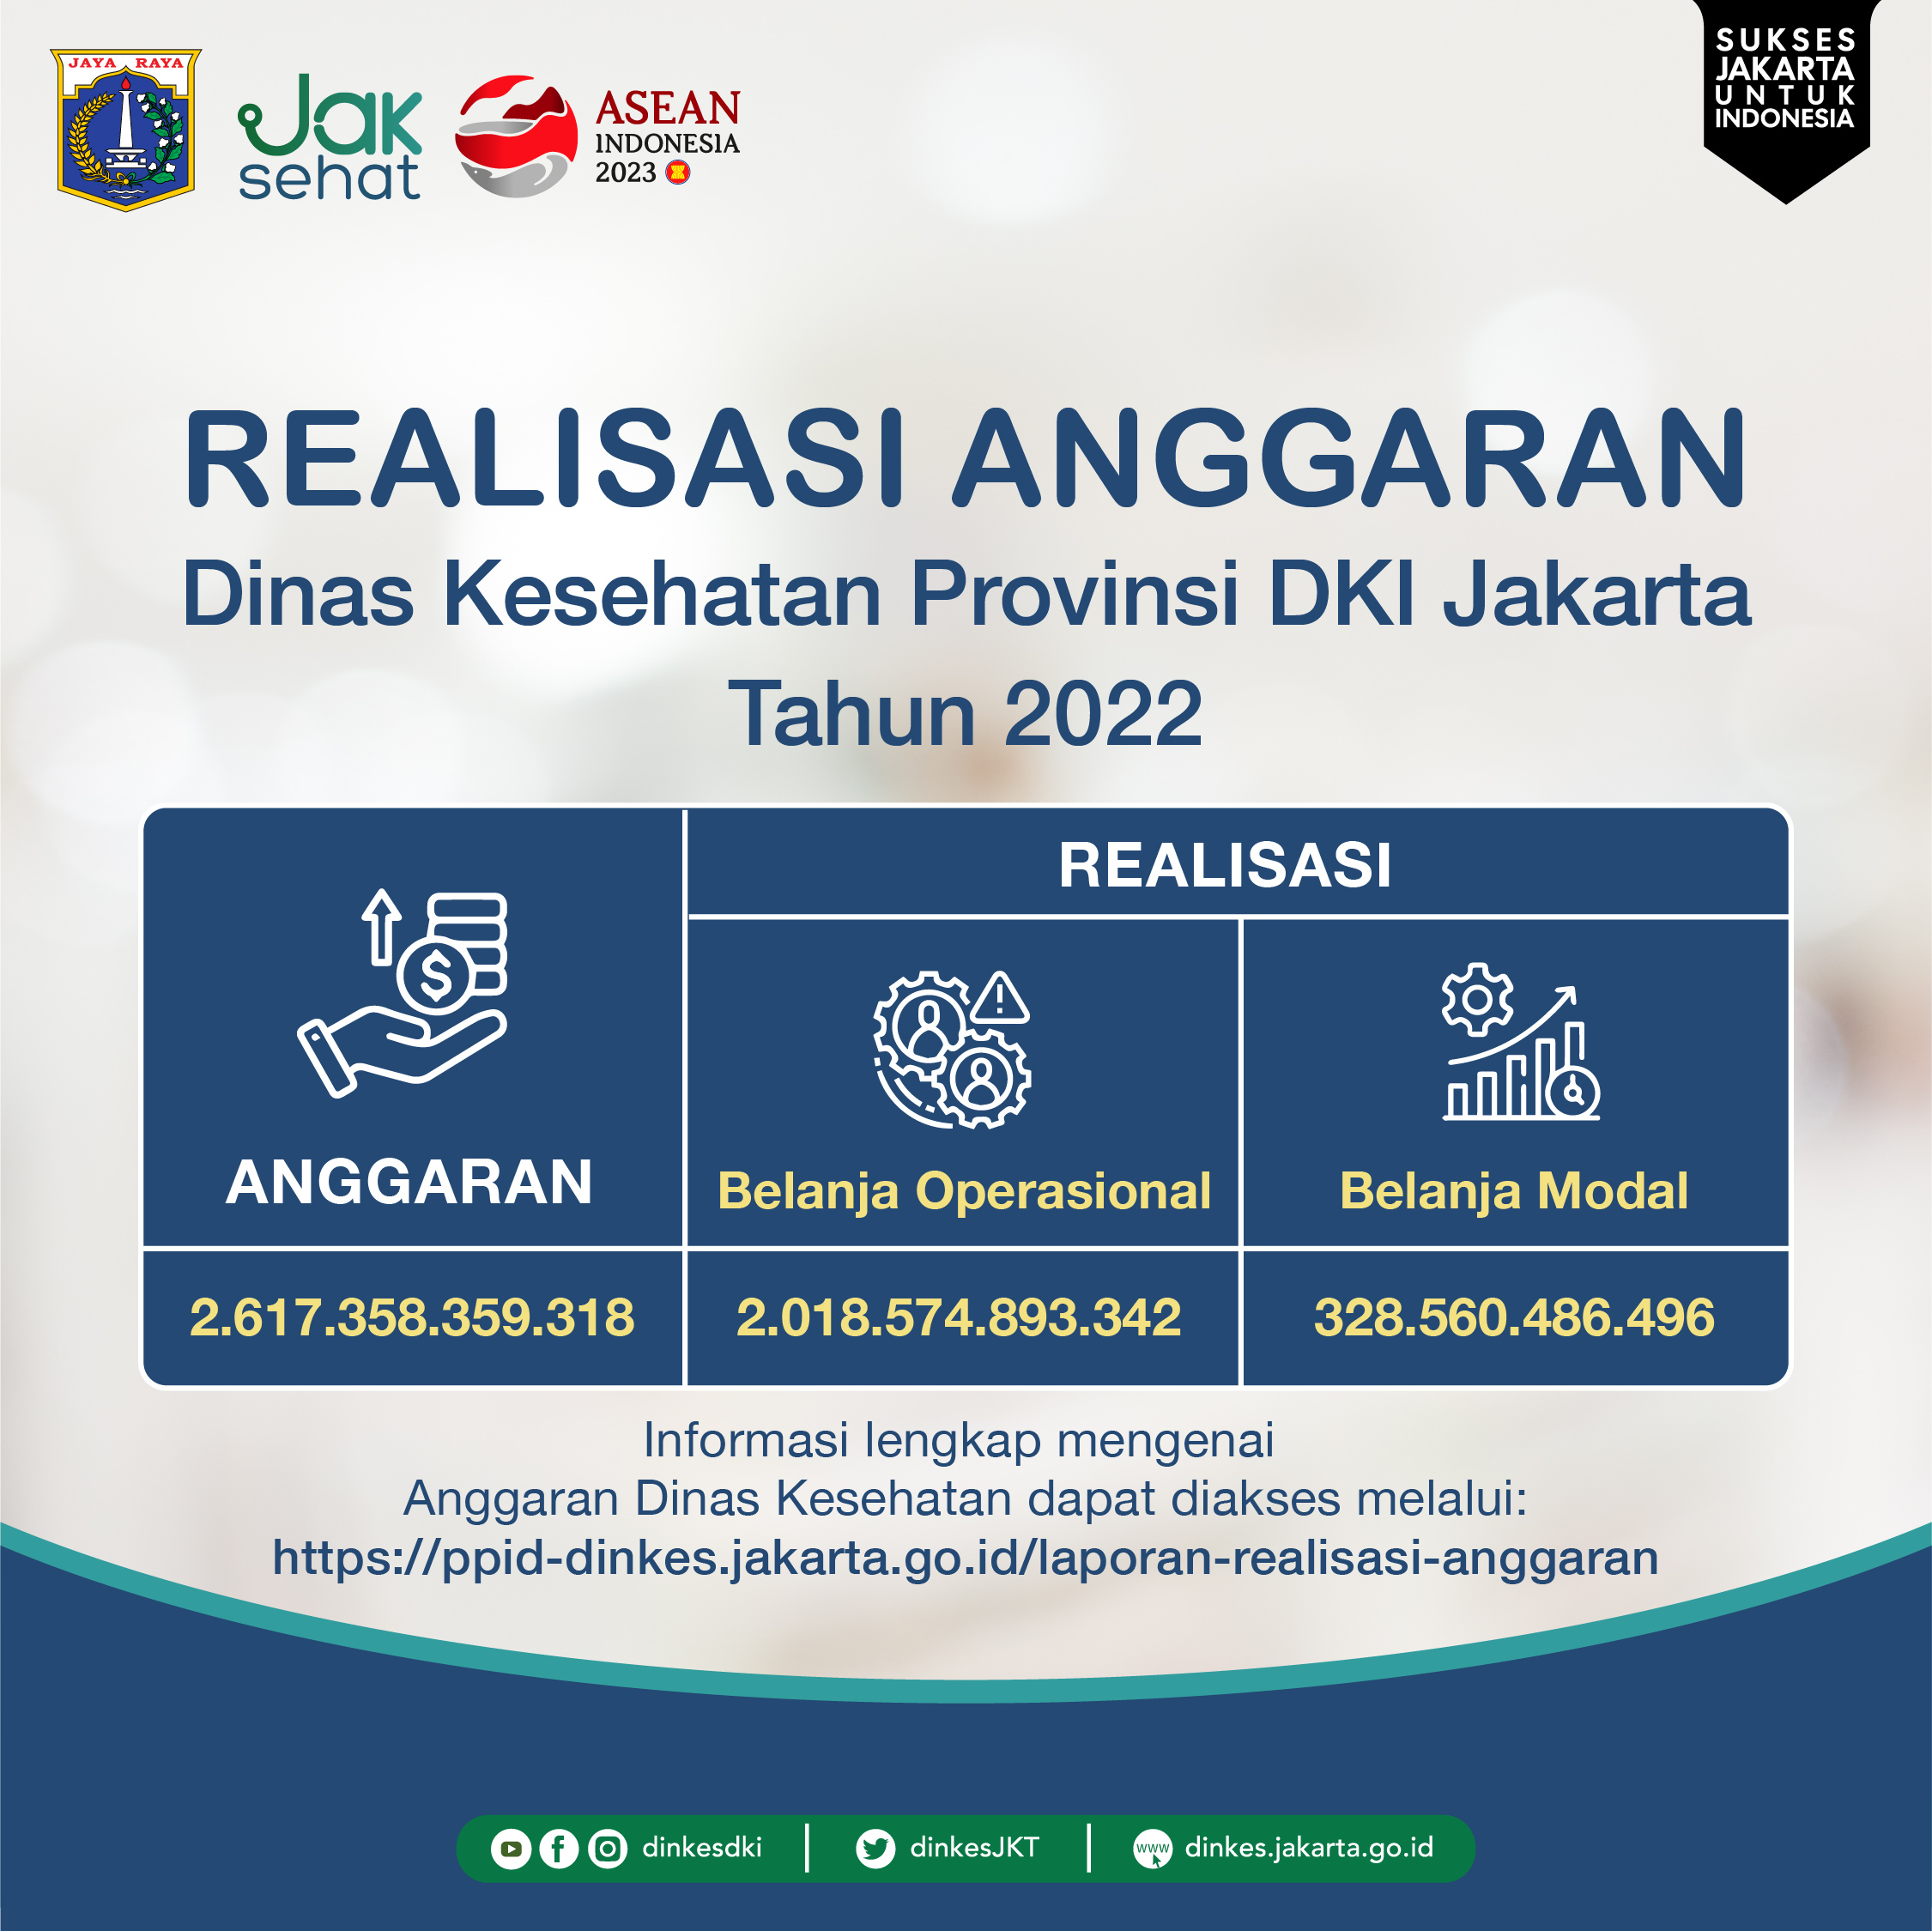 JAYA RAYA
Jak
sehat
ASEAN
INDONESIA
2023
SUKSES
JAKARTA
UNTUK
INDONESIA
REALISASI ANGGARAN
Dinas Kesehatan Provinsi DKI Jakarta
Tahun 2022
ANGGARAN
REALISASI
Belanja Operasional
Belanja Modal
2.617.358.359.318
2.018.574.893.342
328.560.486.496
Informasi lengkap mengenai
Anggaran Dinas Kesehatan dapat diakses melalui:
https://ppid-dinkes.jakarta.go.id/laporan-realisasi-anggaran
dinkesdki
dinkesJKT
www
dinkes.jakarta.go.id